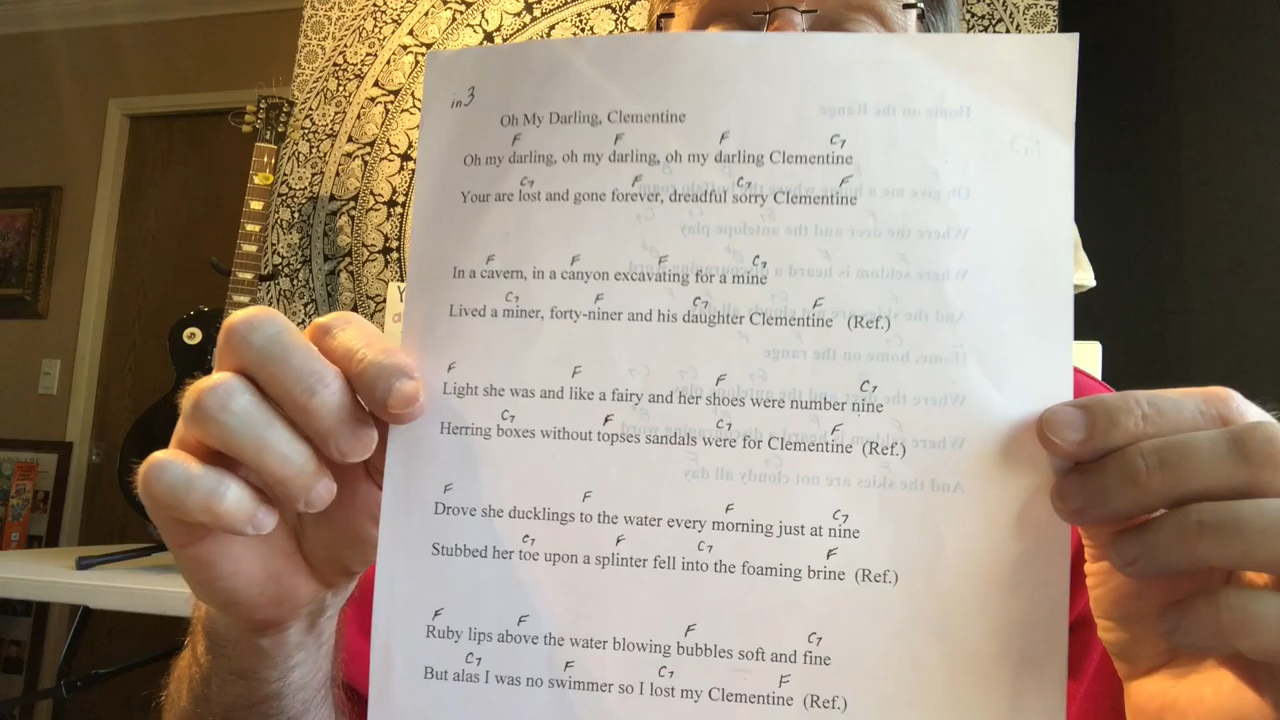 in 3
Oh My Darling, Clementine
F F F C7
Oh my darling, oh my darling, oh my darling Clementine
C7 F C7 F
Your are lost and gone forever, dreadful sorry Clementine
F F F C7
In a cavern, in a canyon excavating for a mine
C7 F C7 F
Lived a miner, forty-niner and his daughter Clementine (Ref.)
F F F C7
Light she was and like a fairy and her shoes were number nine
C7 F C7 F
Herring boxes without topses sandals were for Clementine (Ref.)
F F F C7
Drove she ducklings to the water every morning just at nine
C7 F C7 F
Stubbed her toe upon a splinter fell into the foaming brine (Ref.)
F F F C7
Ruby lips above the water blowing bubbles soft and fine
C7 F C7 F
But alas I was no swimmer so I lost my Clementine (Ref.)